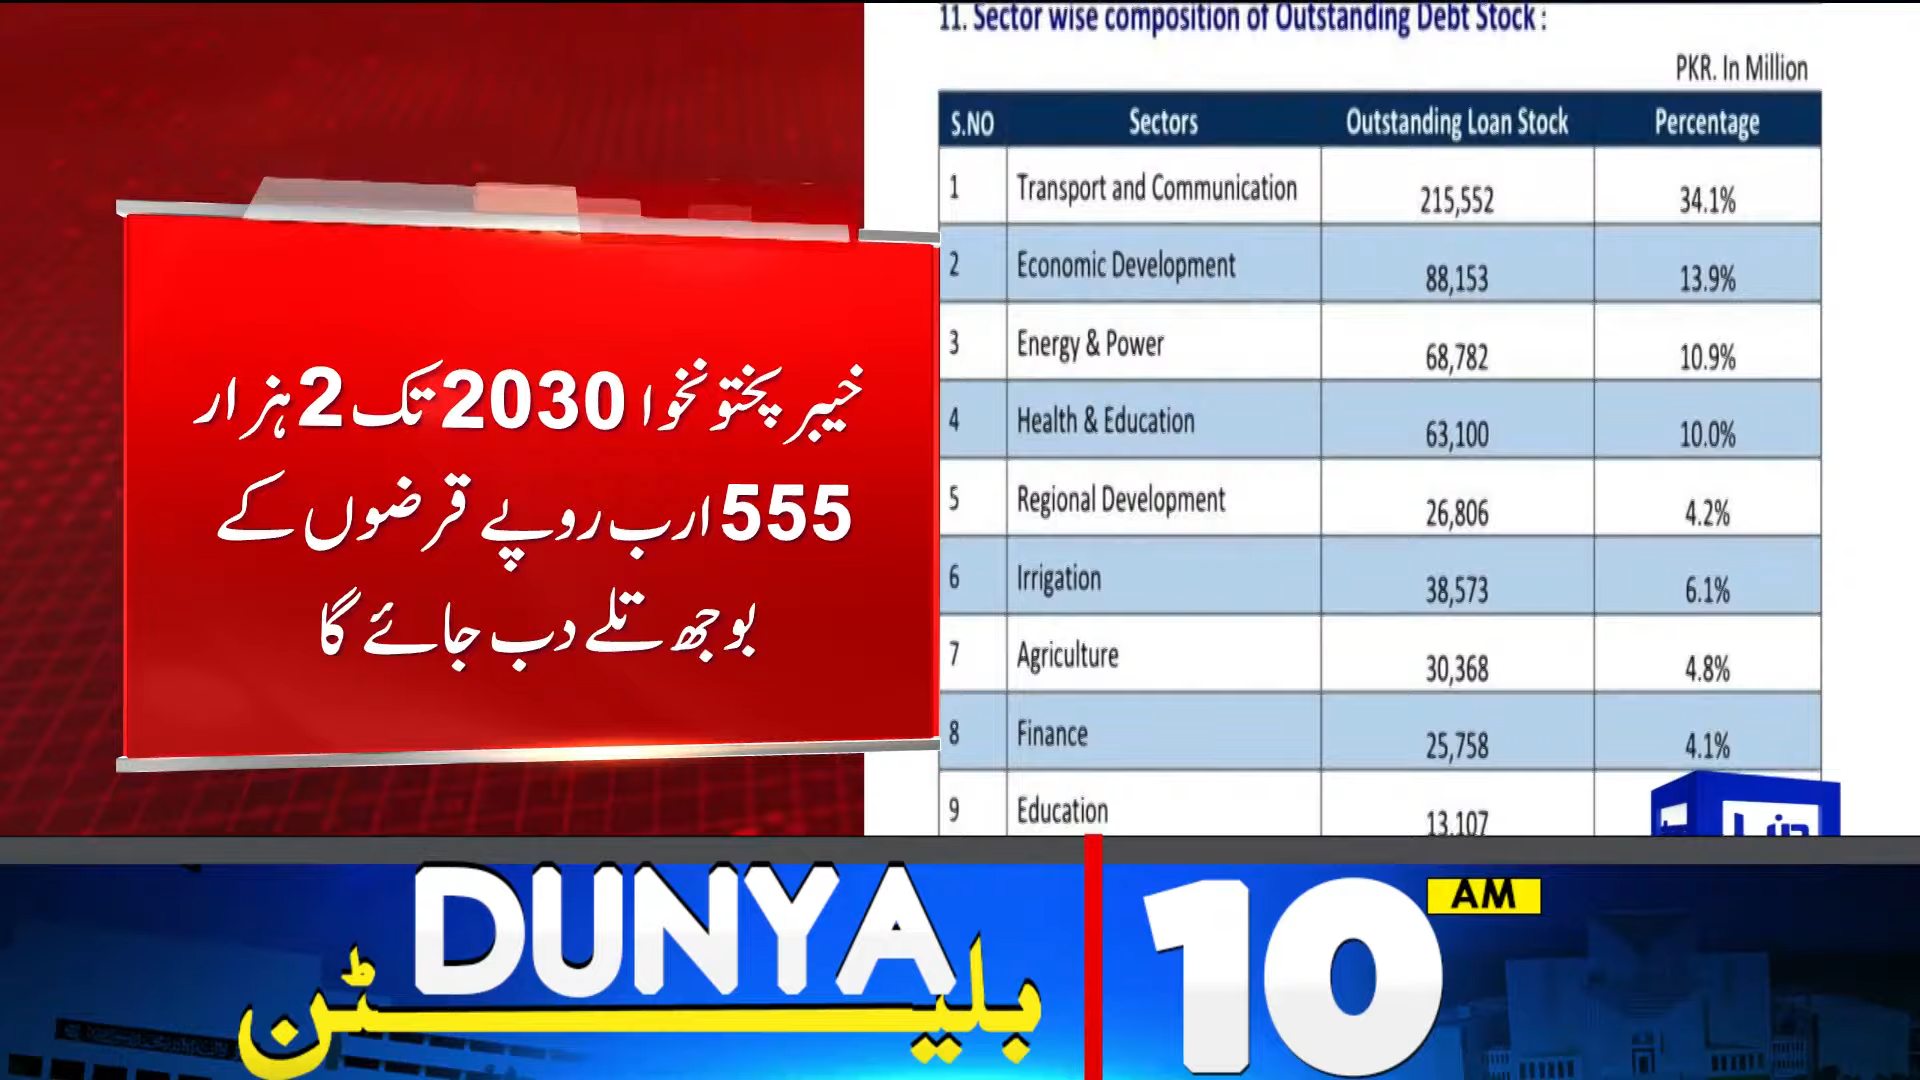 خیبر پختونخوا 2030 تک 2 ہزار
555 ارب روپے قرضوں کے
بوجھ تلے دب جائے گا
11. Sector wise composition of Outstanding Debt Stock :
PKR. In Million
S.NO Sectors Outstanding Loan Stock Percentage
1 Transport and Communication 215,552 34.1%
2 Economic Development 88,153 13.9%
3 Energy & Power 68,782 10.9%
4 Health & Education 63,100 10.0%
5 Regional Development 26,806 4.2%
6 Irrigation 38,573 6.1%
7 Agriculture 30,368 4.8%
8 Finance 25,758 4.1%
9 Education 13,107
DUNYA
بلیٹن
10 AM